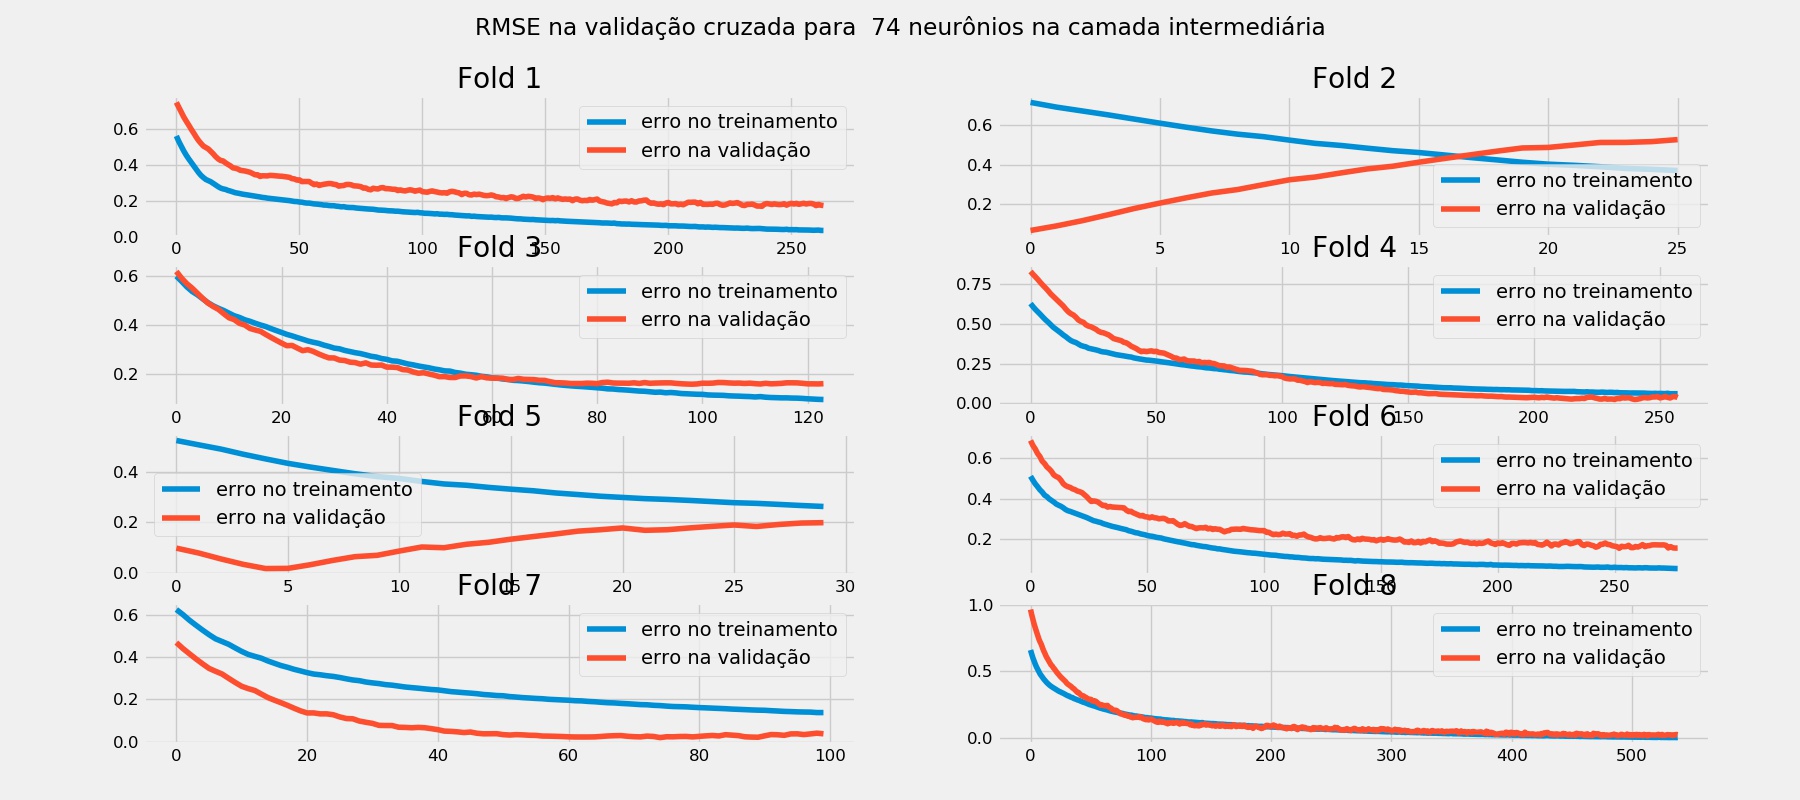 RMSE na validação cruzada para  74 neurônios na camada intermediária
Fold 1
erro no treinamento
erro na validação
0.6
0.4
0.2
0.0
0 50 100 150 200 250
Fold 2
erro no treinamento
erro na validação
0.6
0.4
0.2
0 5 10 15 20 25
Fold 3
erro no treinamento
erro na validação
0.6
0.4
0.2
0 20 40 60 80 100 120
Fold 4
erro no treinamento
erro na validação
0.75
0.50
0.25
0.00
0 50 100 150 200 250
Fold 5
erro no treinamento
erro na validação
0.4
0.2
0.0
0 5 10 15 20 25 30
Fold 6
erro no treinamento
erro na validação
0.6
0.4
0.2
0 50 100 150 200 250
Fold 7
erro no treinamento
erro na validação
0.6
0.4
0.2
0.0
0 20 40 60 80 100
Fold 8
erro no treinamento
erro na validação
1.0
0.5
0.0
0 100 200 300 400 500